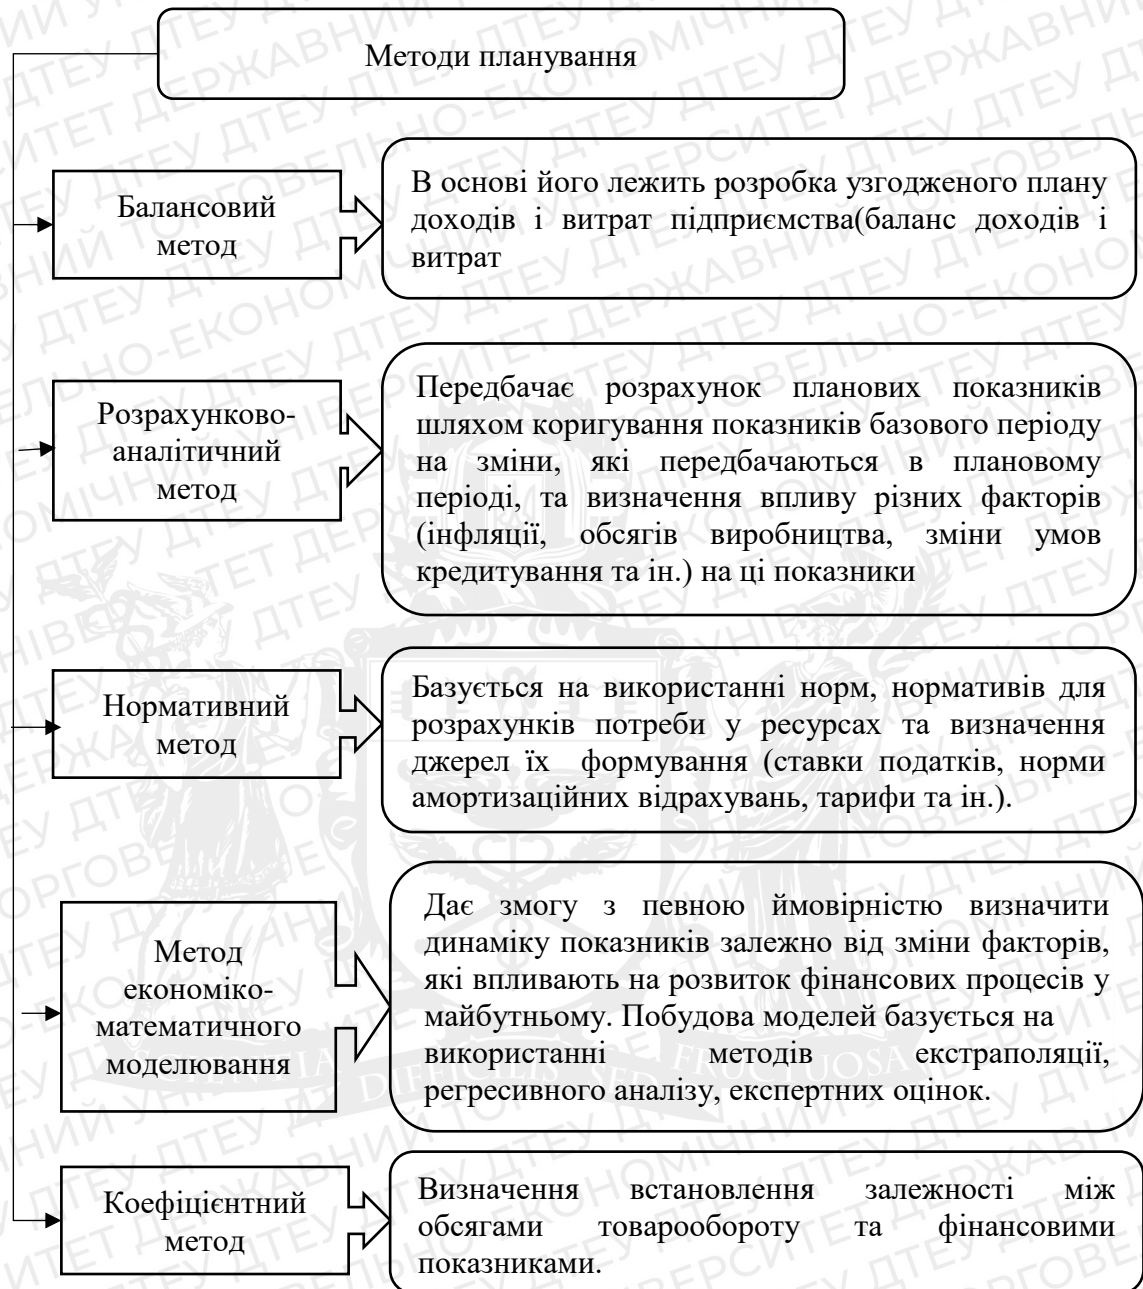 Методи планування
Балансовий
метод
В основі його лежить розробка узгодженого плану
доходів і витрат підприємства(баланс доходів і
витрат
Розрахунково-
аналітичний
метод
Передбачає розрахунок планових показників
шляхом коригування показників базового періоду
на зміни, які передбачаються в плановому
періоді, та визначення впливу різних факторів
(інфляції, обсягів виробництва, зміни умов
кредитування та ін.) на ці показники
Нормативний
метод
Базується на використанні норм, нормативів для
розрахунків потреби у ресурсах та визначення
джерел їх формування (ставки податків, норми
амортизаційних відрахувань, тарифи та ін.).
Метод
економіко-
математичного
моделювання
Дає змогу з певною ймовірністю визначити
динаміку показників залежно від зміни факторів,
які впливають на розвиток фінансових процесів у
майбутньому. Побудова моделей базується на
використанні методів екстраполяції,
регресивного аналізу, експертних оцінок.
Коефіцієнтний
метод
Визначення встановлення залежності між
обсягами товарообороту та фінансовими
показниками.